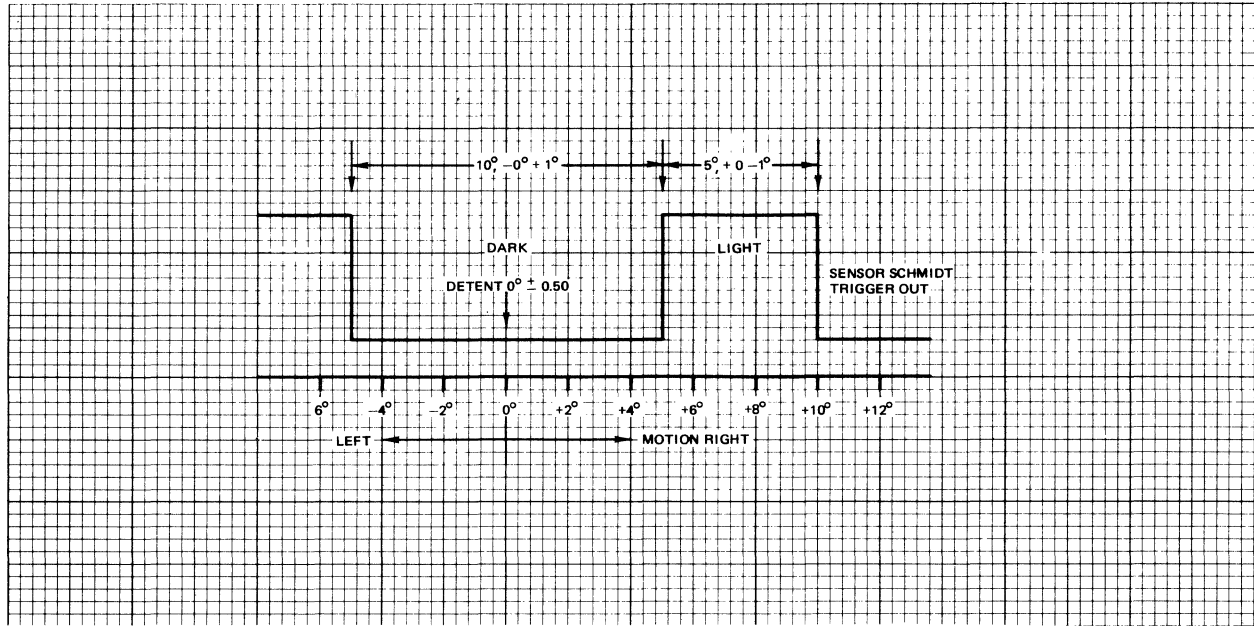 10°, –0° + 1°
5°, + 0 –1°
DARK
LIGHT
DETENT 0° ± 0.50
SENSOR SCHMIDT
TRIGGER OUT
6° –4° –2° 0° +2° +4° +6° +8° +10° +12°
LEFT MOTION RIGHT